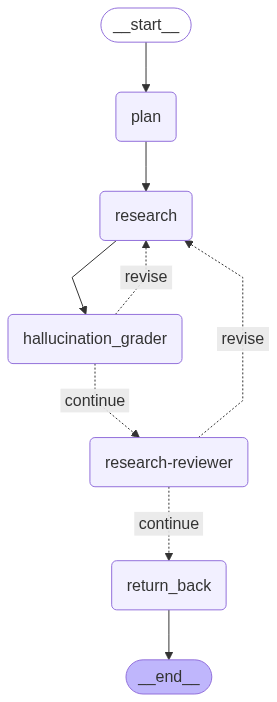 __start__
plan
research
revise
hallucination_grader
revise
continue
research-reviewer
continue
return_back
__end__